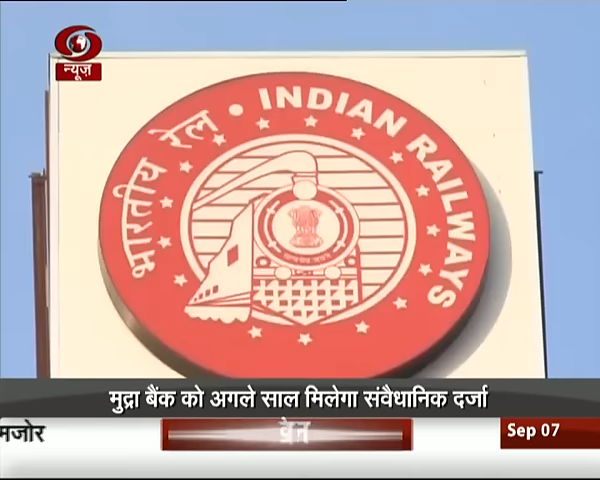 न्यूज़
भारतीय रेल • INDIAN RAILWAYS
मुद्रा बैंक को अगले साल मिलेगा संवैधानिक दर्जा
मजोर
Sep 07